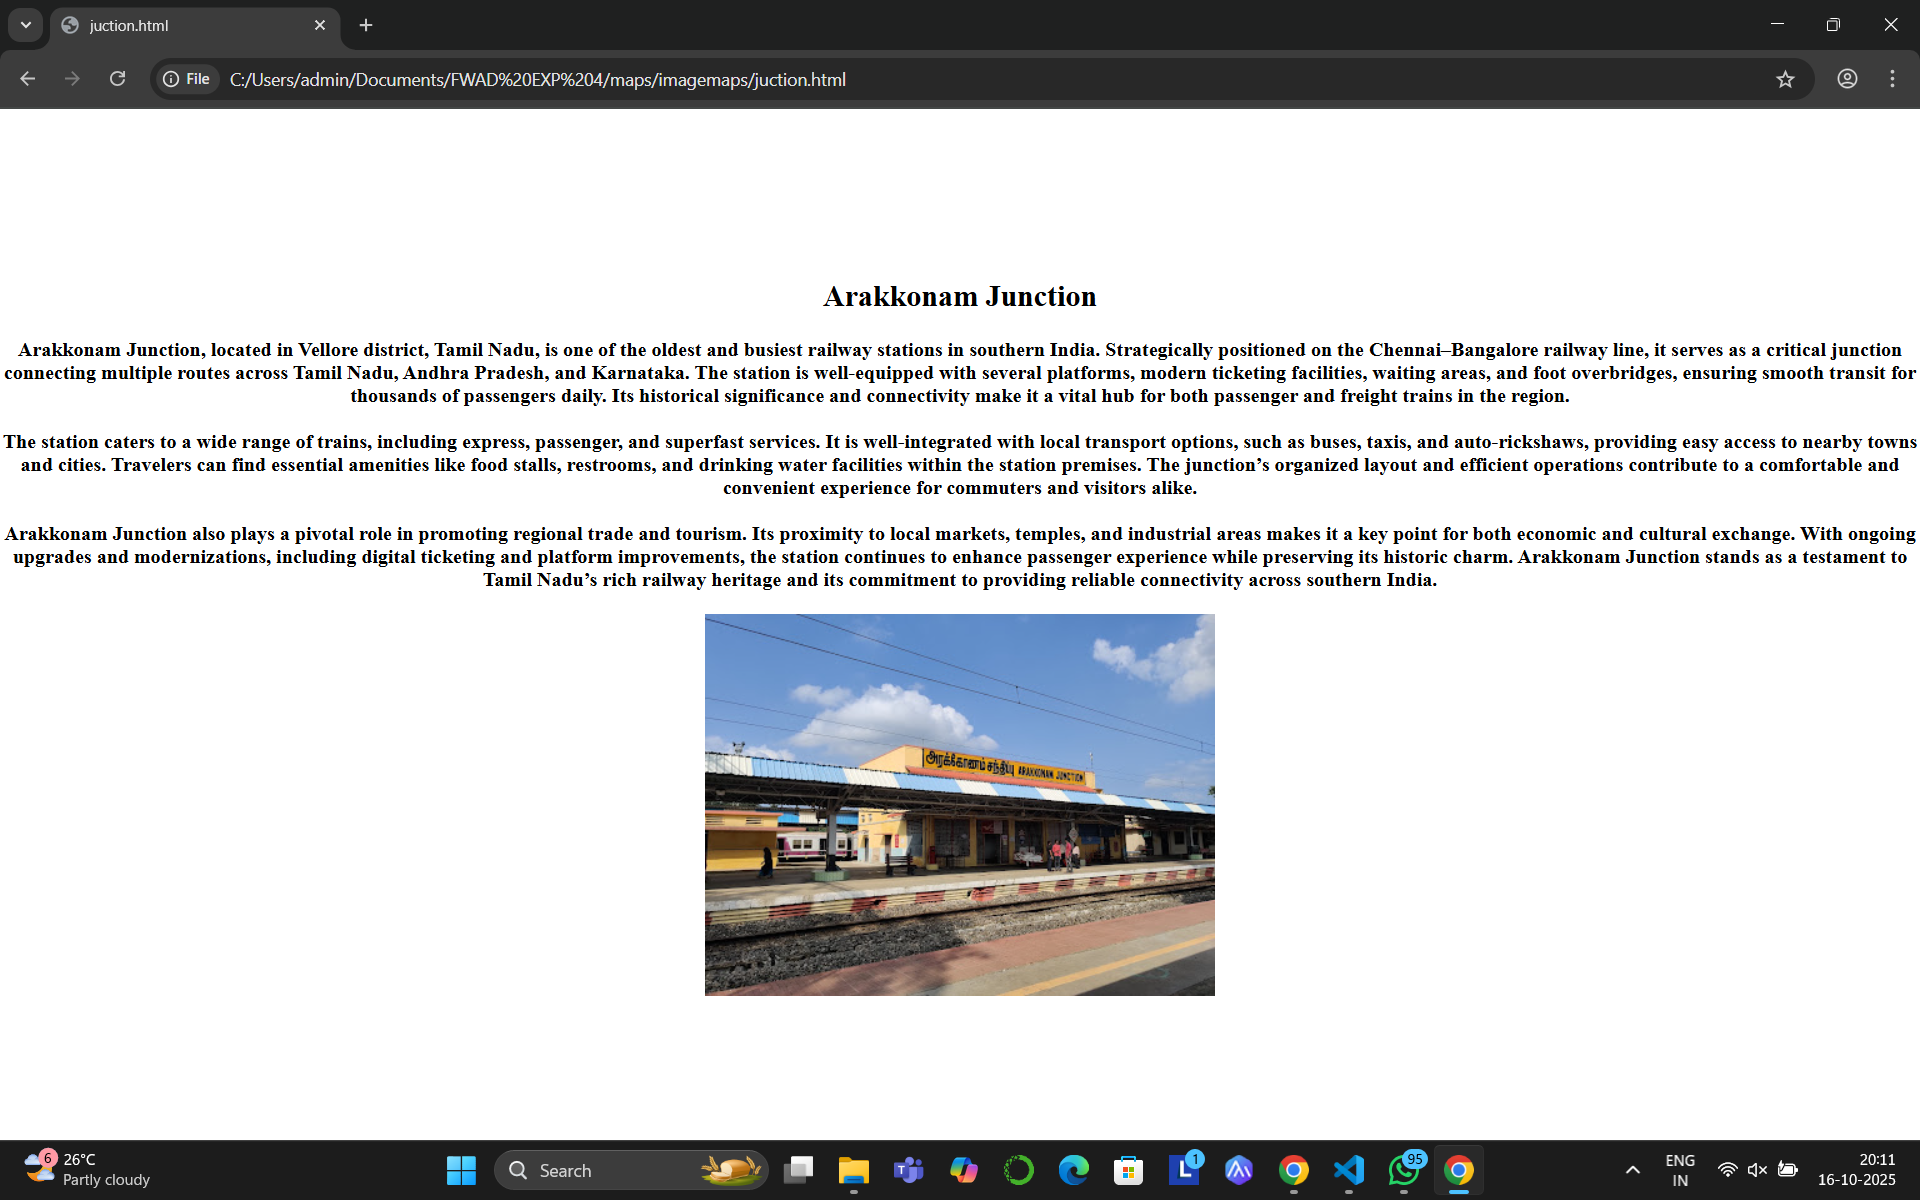 juction.html
File
C:/Users/admin/Documents/FWAD%20EXP%204/maps/imagemaps/juction.html
Arakkonam Junction
Arakkonam Junction, located in Vellore district, Tamil Nadu, is one of the oldest and busiest railway stations in southern India. Strategically positioned on the Chennai–Bangalore railway line, it serves as a critical junction
connecting multiple routes across Tamil Nadu, Andhra Pradesh, and Karnataka. The station is well-equipped with several platforms, modern ticketing facilities, waiting areas, and foot overbridges, ensuring smooth transit for
thousands of passengers daily. Its historical significance and connectivity make it a vital hub for both passenger and freight trains in the region.
The station caters to a wide range of trains, including express, passenger, and superfast services. It is well-integrated with local transport options, such as buses, taxis, and auto-rickshaws, providing easy access to nearby towns
and cities. Travelers can find essential amenities like food stalls, restrooms, and drinking water facilities within the station premises. The junction’s organized layout and efficient operations contribute to a comfortable and
convenient experience for commuters and visitors alike.
Arakkonam Junction also plays a pivotal role in promoting regional trade and tourism. Its proximity to local markets, temples, and industrial areas makes it a key point for both economic and cultural exchange. With ongoing
upgrades and modernizations, including digital ticketing and platform improvements, the station continues to enhance passenger experience while preserving its historic charm. Arakkonam Junction stands as a testament to
Tamil Nadu’s rich railway heritage and its commitment to providing reliable connectivity across southern India.
அரக்கோணம் சந்திப்பு ARAKKONAM JUNCTION
6
26°C
Partly cloudy
Search
L
1
95
ENG
IN
20:11
16-10-2025